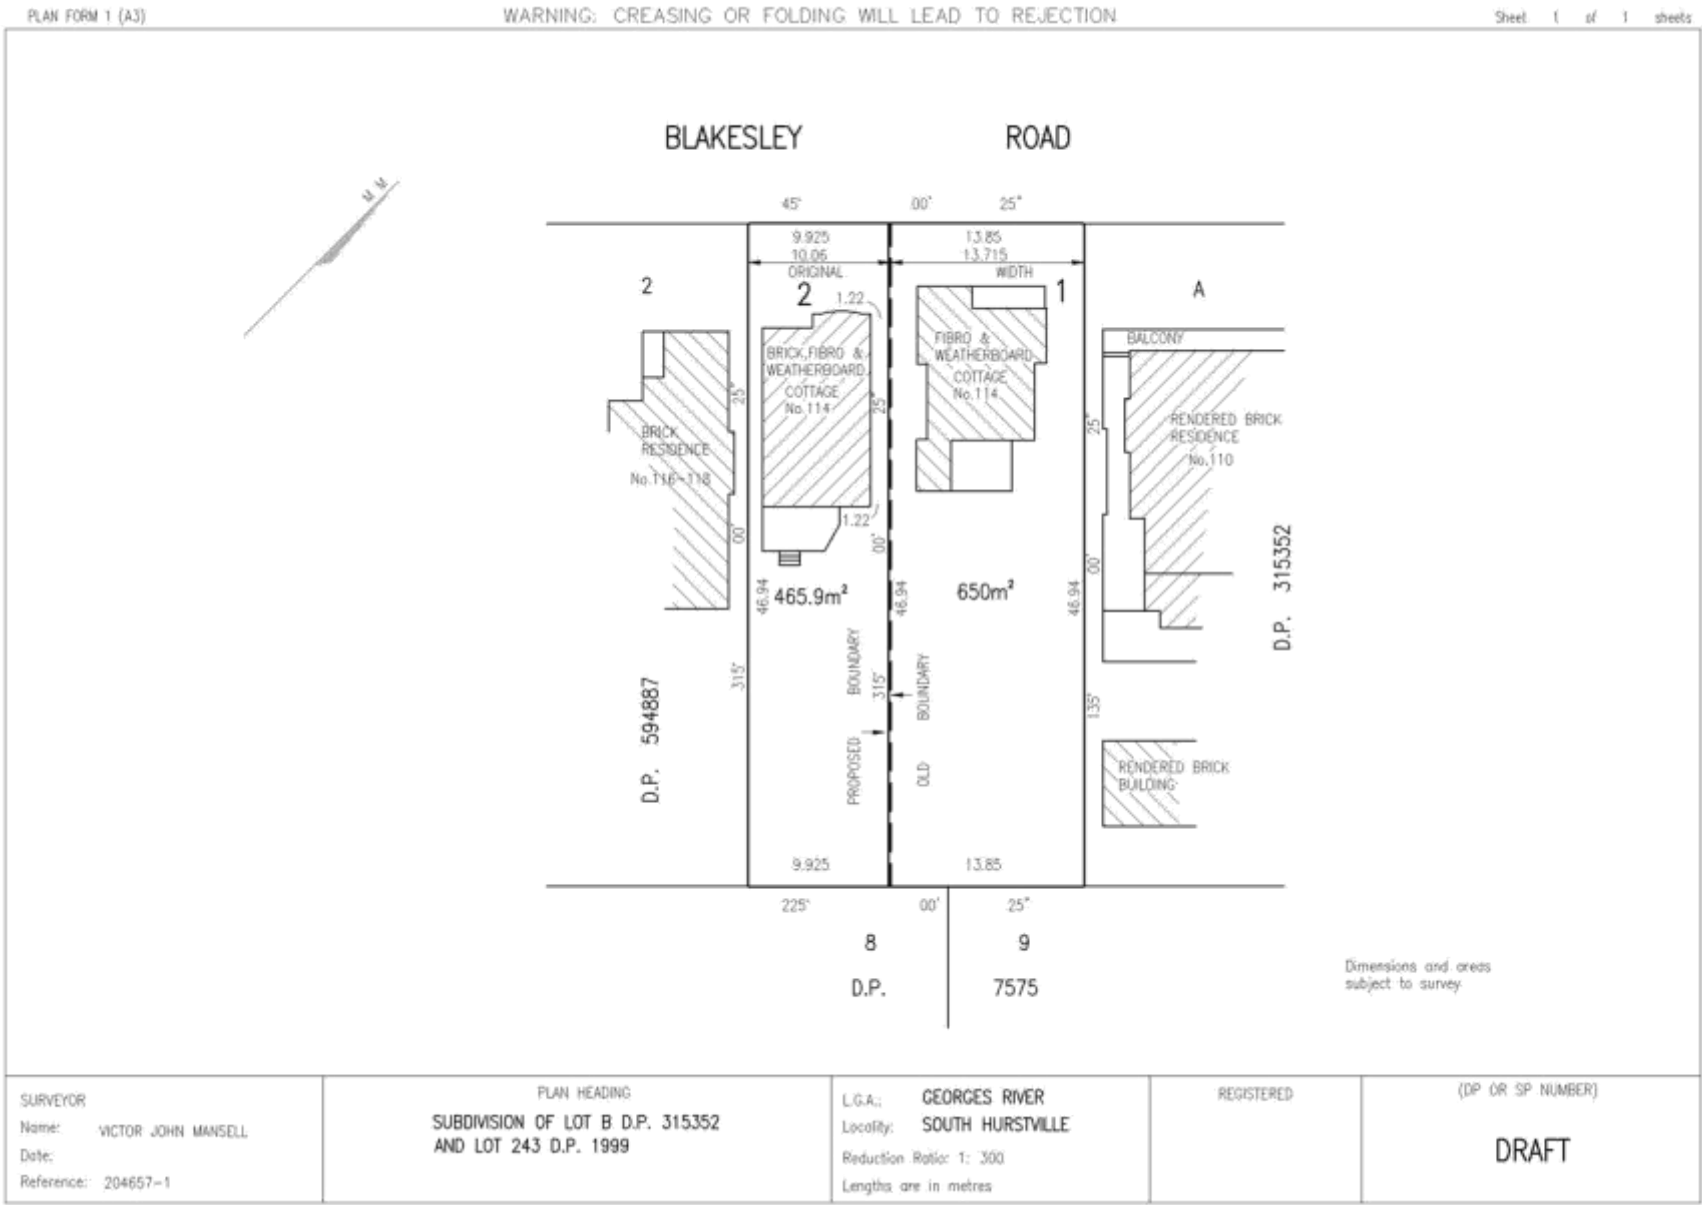 PLAN FORM 1 (A3)
WARNING: CREASING OR FOLDING WILL LEAD TO REJECTION
Sheet 1 of 1 sheets
BLAKESLEY ROAD
M M
45° 00' 25"
9.925 13.85
10.06 13.715
ORIGINAL WIDTH
2
2
1
A
1.22
BRICK, FIBRO &
WEATHERBOARD
COTTAGE
No.114
FIBRO &
WEATHERBOARD
COTTAGE
No.114
BALCONY
BRICK
RESIDENCE
No.116-118
RENDERED BRICK
RESIDENCE
No.110
1.22
315° 00' 25"
46.94
465.9m²
315° 00' 25"
46.94
650m²
135° 00' 25"
46.94
PROPOSED BOUNDARY
OLD BOUNDARY
D.P. 594887
D.P. 315352
RENDERED BRICK
BUILDING
9.925 13.85
225° 00' 25"
8 9
D.P. 7575
Dimensions and areas
subject to survey
SURVEYOR
Name: VICTOR JOHN MANSELL
Date:
Reference: 204657-1
PLAN HEADING
SUBDIVISION OF LOT B D.P. 315352
AND LOT 243 D.P. 1999
L.G.A.: GEORGES RIVER
Locality: SOUTH HURSTVILLE
Reduction Ratio: 1: 300
Lengths are in metres
REGISTERED
(DP OR SP NUMBER)
DRAFT